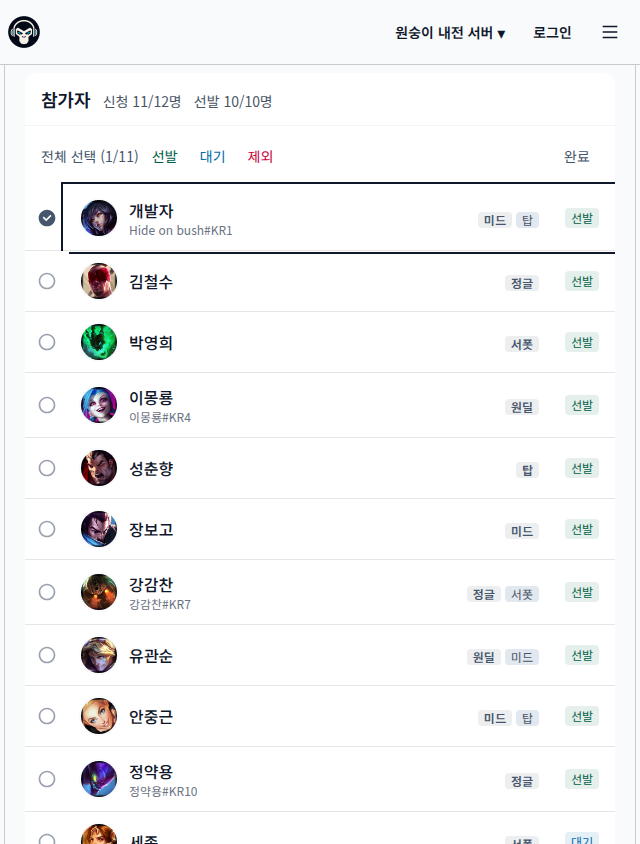 원숭이 내전 서버 ▾ 로그인
참가자 신청 11/12명 선발 10/10명
전체 선택 (1/11) 선발 대기 제외 완료
개발자 미드 탑 선발
Hide on bush#KR1
김철수 정글 선발
박영희 서폿 선발
이몽룡 원딜 선발
이몽룡#KR4
성춘향 탑 선발
장보고 미드 선발
강감찬 정글 서폿 선발
강감찬#KR7
유관순 원딜 미드 선발
안중근 미드 탑 선발
정약용 정글 선발
정약용#KR10
세종 서폿 대기